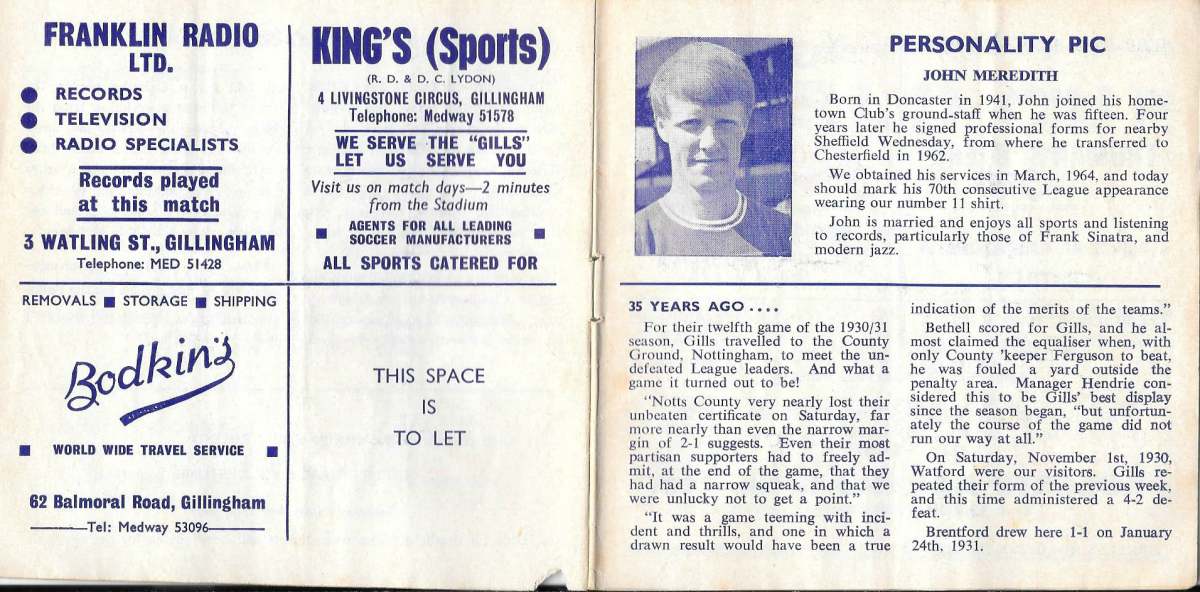 FRANKLIN RADIO
LTD.
● RECORDS
● TELEVISION
● RADIO SPECIALISTS
Records played
at this match
3 WATLING ST., GILLINGHAM
Telephone: MED 51428
KING'S (Sports)
(R. D. & D. C. LYDON)
4 LIVINGSTONE CIRCUS, GILLINGHAM
Telephone: Medway 51578
WE SERVE THE "GILLS"
LET US SERVE YOU
Visit us on match days—2 minutes
from the Stadium
■ AGENTS FOR ALL LEADING ■
SOCCER MANUFACTURERS
ALL SPORTS CATERED FOR
REMOVALS ■ STORAGE ■ SHIPPING
Bodkin's
■ WORLD WIDE TRAVEL SERVICE ■
62 Balmoral Road, Gillingham
Tel: Medway 53096
THIS SPACE
IS
TO LET
PERSONALITY PIC
JOHN MEREDITH
Born in Doncaster in 1941, John joined his home-
town Club's ground-staff when he was fifteen. Four
years later he signed professional forms for nearby
Sheffield Wednesday, from where he transferred to
Chesterfield in 1962.
We obtained his services in March, 1964, and today
should mark his 70th consecutive League appearance
wearing our number 11 shirt.
John is married and enjoys all sports and listening
to records, particularly those of Frank Sinatra, and
modern jazz.
35 YEARS AGO ....
For their twelfth game of the 1930/31
season, Gills travelled to the County
Ground, Nottingham, to meet the un-
defeated League leaders. And what a
game it turned out to be!
"Notts County very nearly lost their
unbeaten certificate on Saturday, far
more nearly than even the narrow mar-
gin of 2-1 suggests. Even their most
partisan supporters had to freely ad-
mit, at the end of the game, that they
had had a narrow squeak, and that we
were unlucky not to get a point."
"It was a game teeming with inci-
dent and thrills, and one in which a
drawn result would have been a true
indication of the merits of the teams."
Bethell scored for Gills, and he al-
most claimed the equaliser when, with
only County 'keeper Ferguson to beat,
he was fouled a yard outside the
penalty area. Manager Hendrie con-
sidered this to be Gills' best display
since the season began, "but unfortun-
ately the course of the game did not
run our way at all."
On Saturday, November 1st, 1930,
Watford were our visitors. Gills re-
peated their form of the previous week,
and this time administered a 4-2 de-
feat.
Brentford drew here 1-1 on January
24th, 1931.